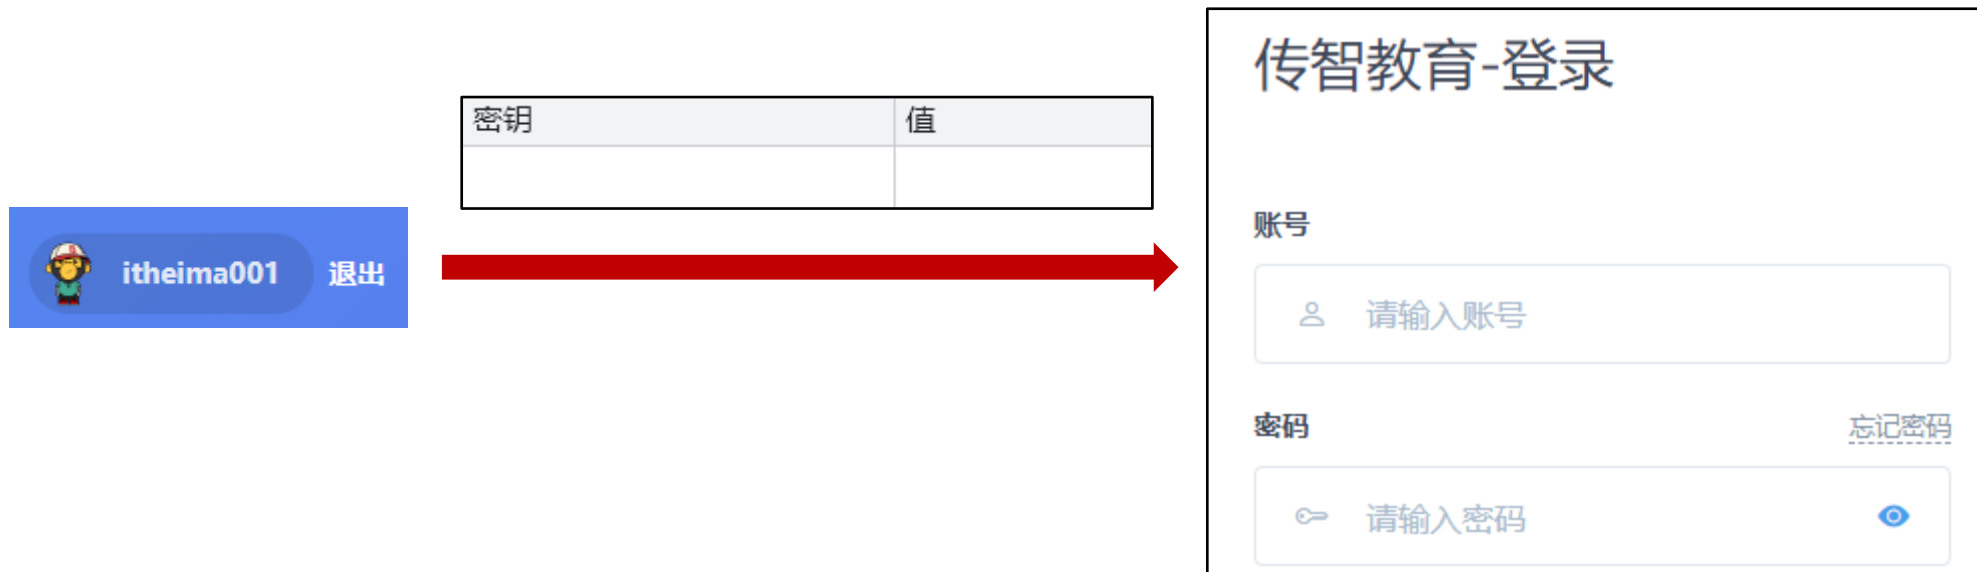 itheima001 退出
密钥 值
传智教育-登录
账号
请输入账号
密码 忘记密码
请输入密码